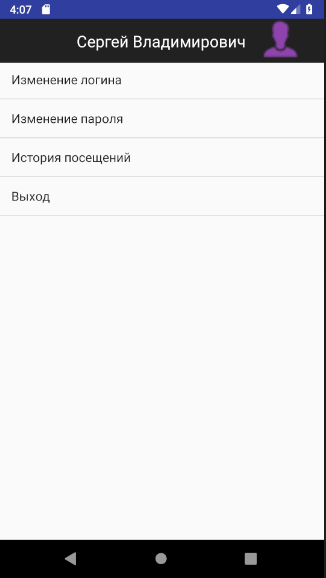 4:07
Сергей Владимирович
Изменение логина
Изменение пароля
История посещений
Выход